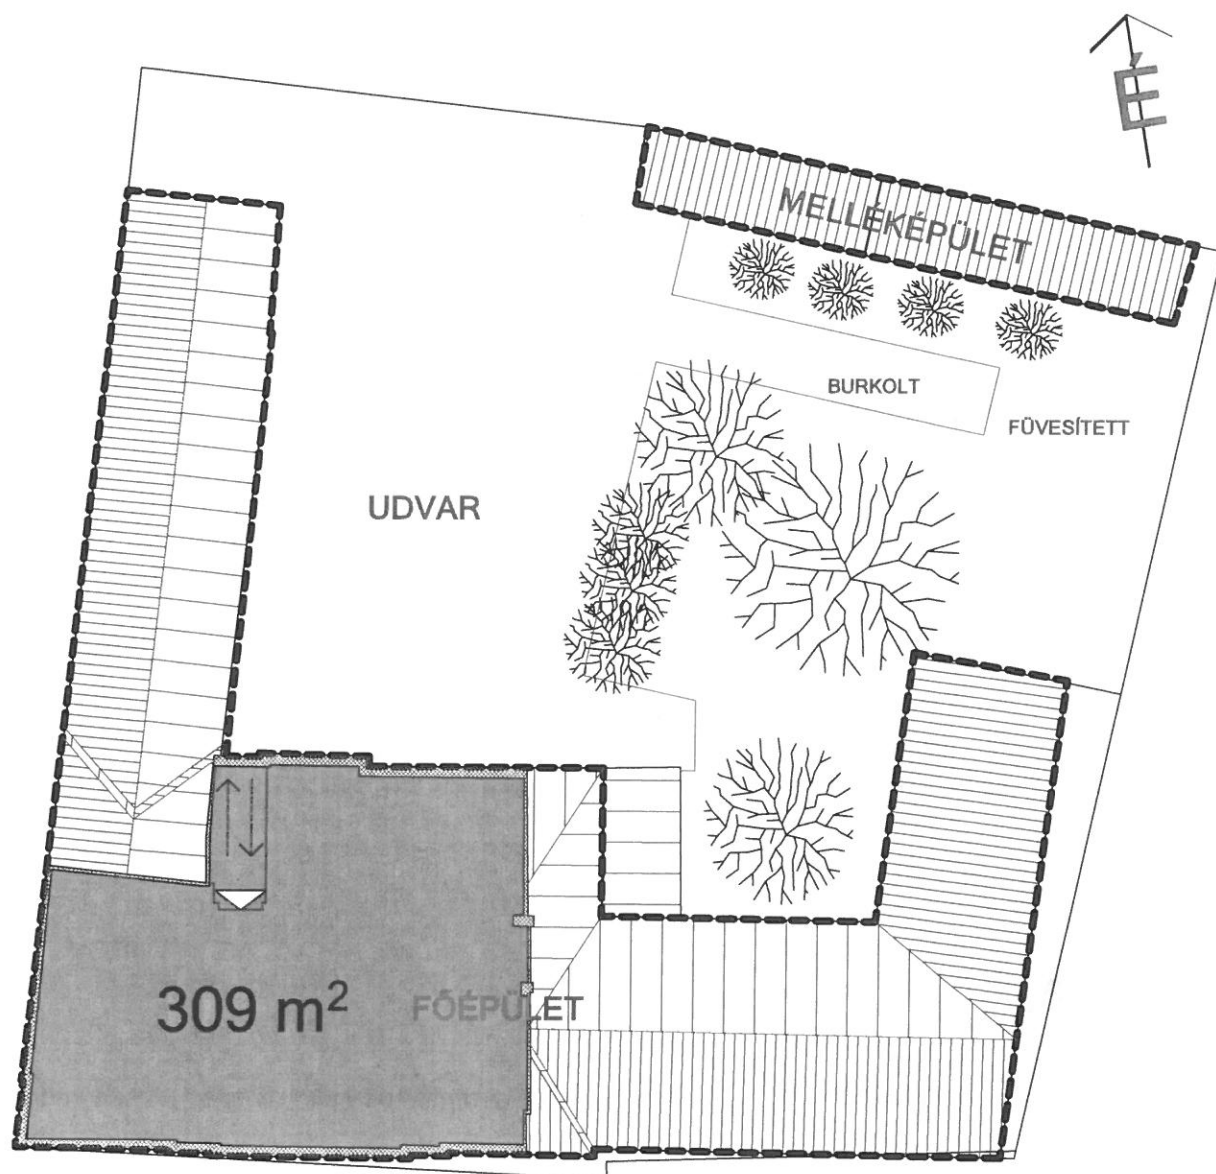 É
MELLÉKÉPÜLET
BURKOLT
FÜVESÍTETT
UDVAR
309 m²
FŐÉPÜLET